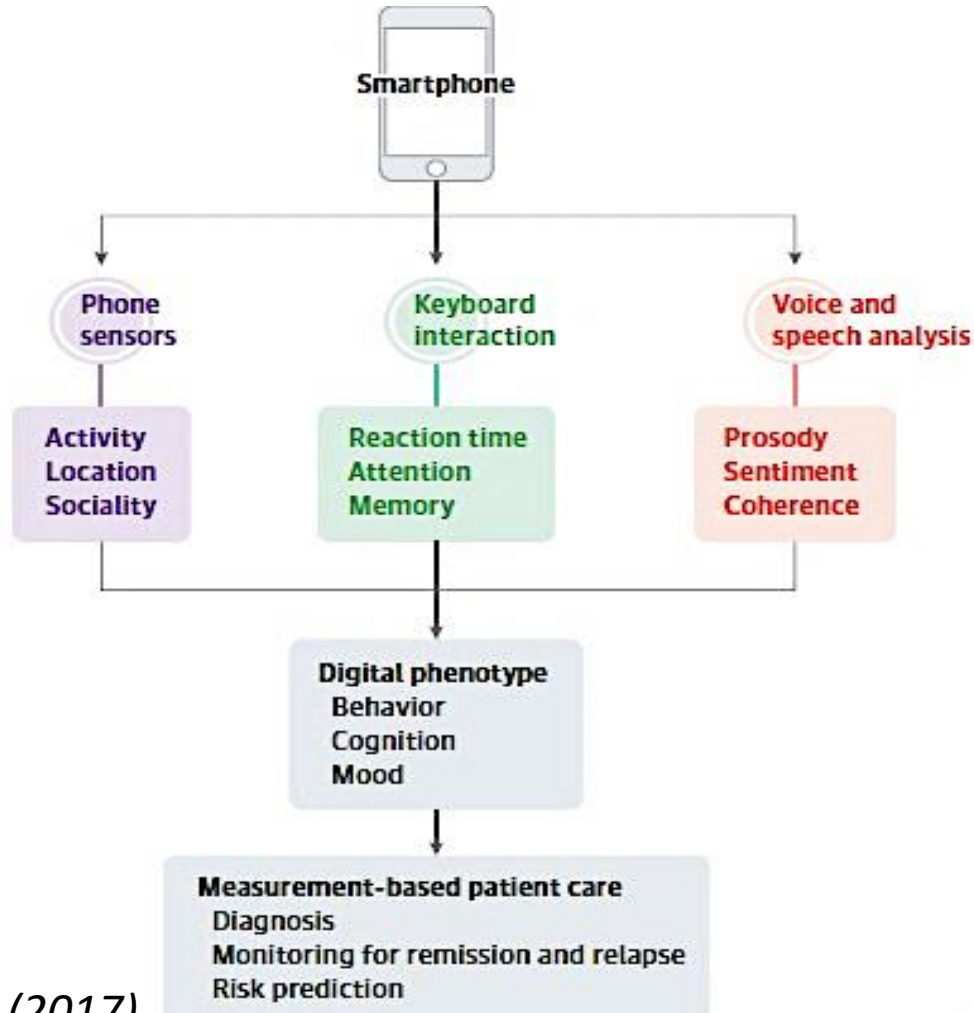 Smartphone
Phone
sensors
Keyboard
interaction
Voice and
speech analysis
Activity
Location
Sociality
Reaction time
Attention
Memory
Prosody
Sentiment
Coherence
Digital phenotype
Behavior
Cognition
Mood
Measurement-based patient care
Diagnosis
Monitoring for remission and relapse
Risk prediction
(2017)